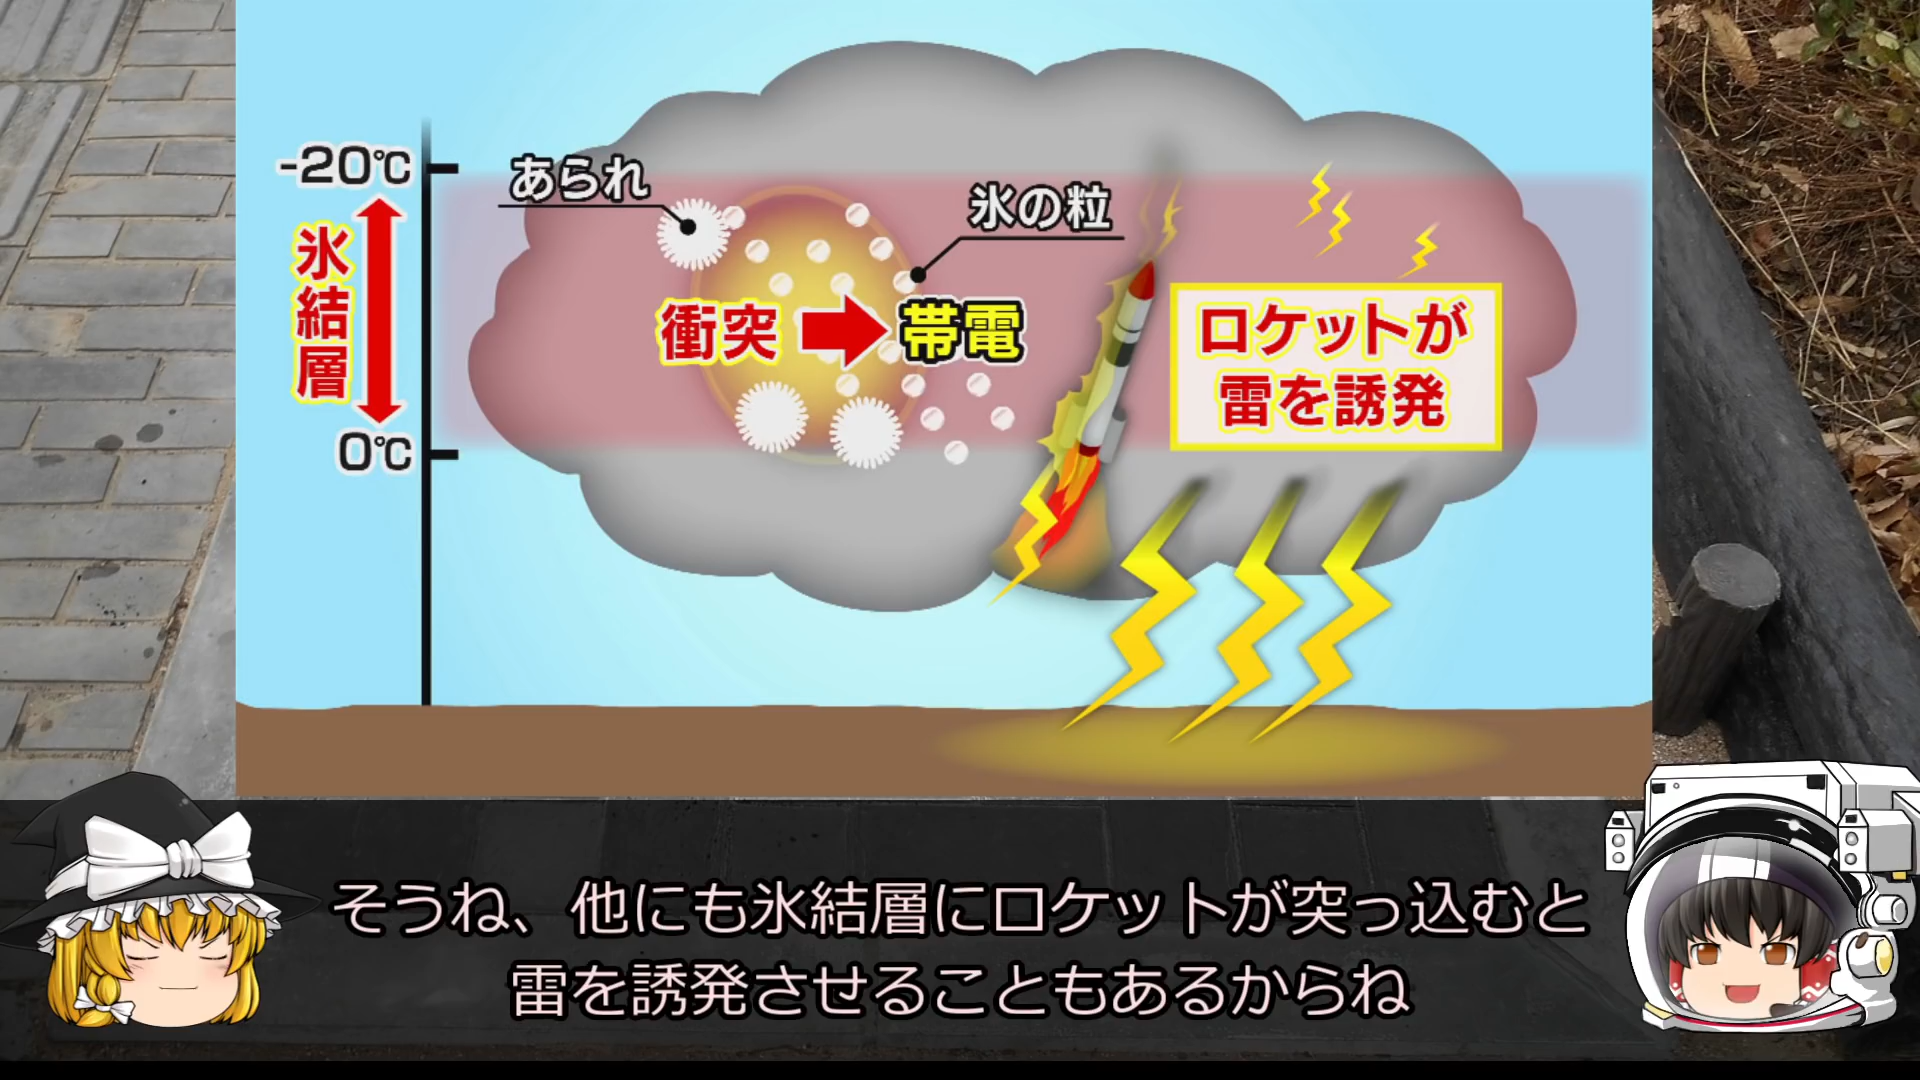 -20℃
氷結層
0℃
あられ
氷の粒
衝突
帯電
ロケットが
雷を誘発
そうね、他にも氷結層にロケットが突っ込むと
雷を誘発させることもあるからね